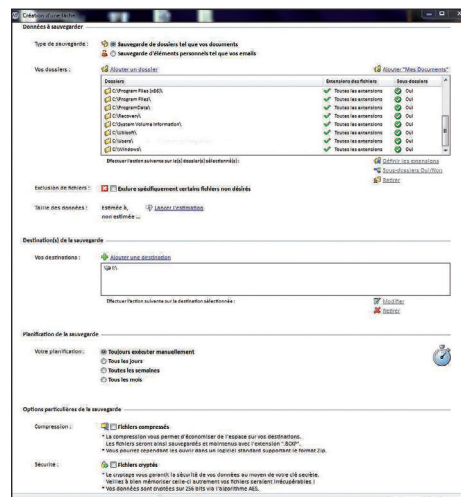 Création d'une tâche
Données à sauvegarder
Type de sauvegarde : Sauvegarde de dossiers tel que vos documents
Sauvegarde d'éléments personnels tel que vos emails
Vos dossiers : Ajouter un dossier Ajouter "Mes Documents"
Dossiers Extensions des fichiers Sous dossiers
C:\Program Files (x86)\ Toutes les extensions Oui
C:\Program Files\ Toutes les extensions Oui
C:\ProgramData\ Toutes les extensions Oui
C:\Recovery\ Toutes les extensions Oui
C:\System Volume Information\ Toutes les extensions Oui
C:\Ubisoft\ Toutes les extensions Oui
C:\Users\ Toutes les extensions Oui
C:\Windows\ Toutes les extensions Oui
Effectuer l'action suivante sur le(s) dossier(s) sélectionné(s) : Définir les extensions
Sous-dossiers Oui/Non
Retirer
Exclusion de fichiers : Exclure spécifiquement certains fichiers non désirés
Taille des données : Estimée à, Lancer l'estimation
non estimée ...
Destination(s) de la sauvegarde
Vos destinations : Ajouter une destination
I:\
Effectuer l'action suivante sur la destination sélectionnée : Modifier
Retirer
Planification de la sauvegarde
Votre planification : Toujours exécuter manuellement
Tous les jours
Toutes les semaines
Tous les mois
Options particulières de la sauvegarde
Compression : Fichiers compressés
* La compression vous permet d'économiser de l'espace sur vos destinations.
Les fichiers seront ainsi sauvegardés et maintenus avec l'extension ".BCKP".
* Vous pourrez cependant les ouvrir dans un logiciel standard supportant le format Zip.
Sécurité : Fichiers cryptés
* Le cryptage vous garantit la sécurité de vos données au moyen de votre clé secrète.
Veillez à bien mémoriser celle-ci autrement vos fichiers seraient irrécupérables !
* Vos données sont cryptées sur 256 bits via l'algorithme AES.